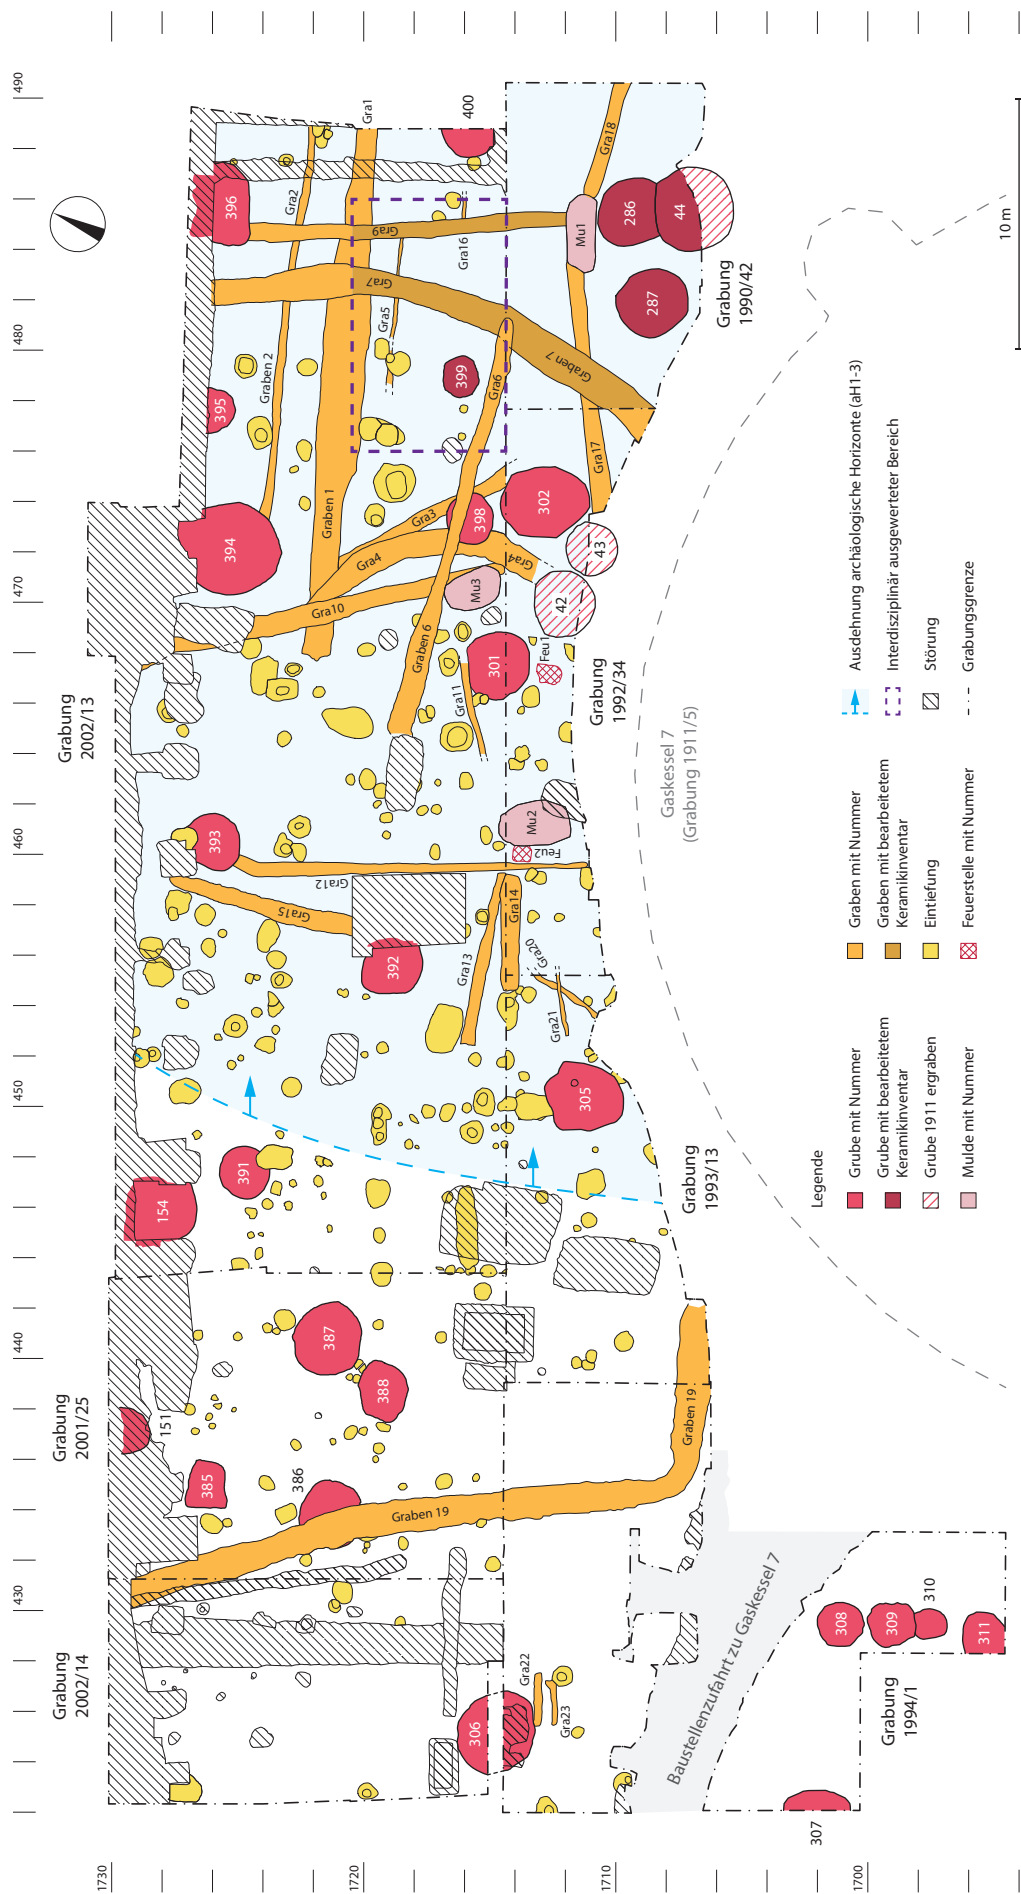 490
480
470
460
450
440
430
1730
1720
1710
1700
10 m
Grabung
2002/13
Grabung
2001/25
Grabung
2002/14
Grabung
1990/42
Grabung
1992/34
Grabung
1993/13
Grabung
1994/1
Gaskessel 7
(Grabung 1911/5)
Baustellenzufahrt zu Gaskessel 7
396
Gra2
Gra1
400
Gra18
Gra9
Gra16
Mu1
286
44
Gra7
Gra5
287
Graben 2
395
399
Gra6
Graben 7
394
Graben 1
Gra3
398
302
Gra17
43
Gra4
Gra4
Gra10
Mu3
42
Graben 6
301
Feu1
Gra11
393
Mu2
Feu2
Gra12
Gra15
Gra14
392
Gra13
Gra20
Gra21
305
391
154
387
388
151
385
386
Graben 19
Graben 19
306
Gra22
Gra23
307
308
309
310
311
Legende
Grube mit Nummer
Grube mit bearbeitetem
Keramikinventar
Grube 1911 ergraben
Mulde mit Nummer
Graben mit Nummer
Graben mit bearbeitetem
Keramikinventar
Eintiefung
Feuerstelle mit Nummer
Ausdehnung archäologische Horizonte (aH1-3)
Interdisziplinär ausgewerteter Bereich
Störung
Grabungsgrenze